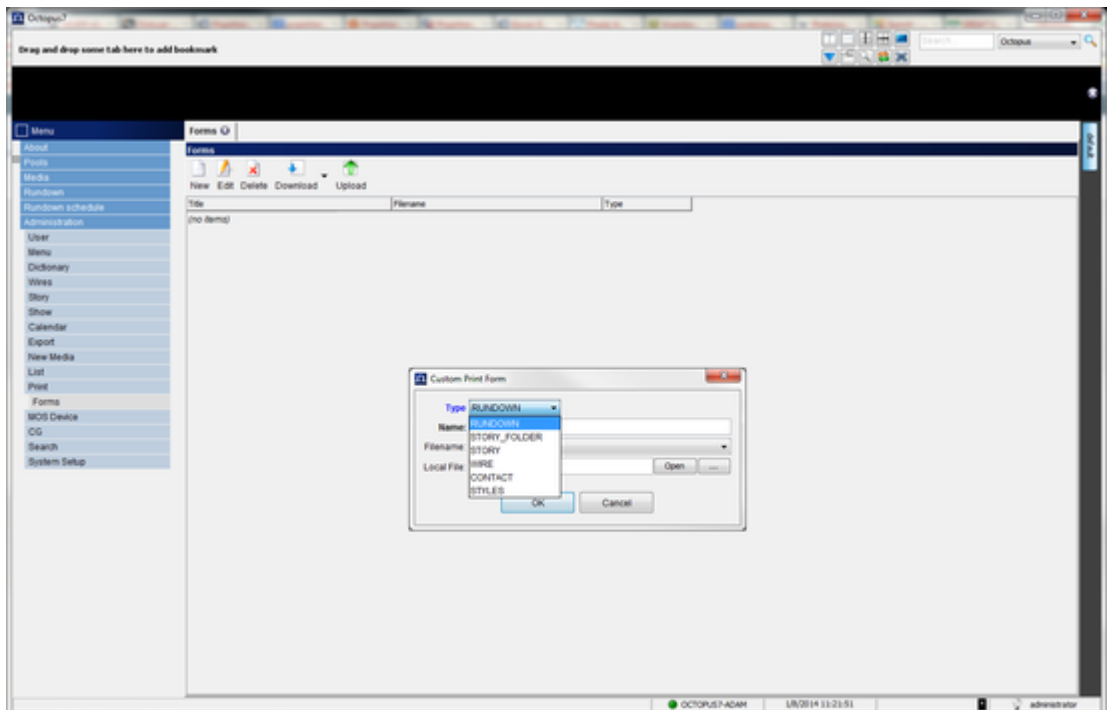 Octopus7
Drag and drop some tab here to add bookmark
Search...
Octopus
Menu
Forms
default
About
Forms
Pools
Media
New Edit Delete Download Upload
Rundown
Rundown schedule
Title Filename Type
Administration
(no items)
User
Menu
Dictionary
Wires
Story
Show
Calendar
Export
New Media
List
Print
Forms
MOS Device
CG
Search
System Setup
Custom Print Form
Type RUNDOWN
Name: RUNDOWN
STORY_FOLDER
Filename: STORY
Local File WIRE Open ...
CONTACT
STYLES
OK Cancel
OCTOPUS7-ADAM 1/8/2014 11:21:51 administrator